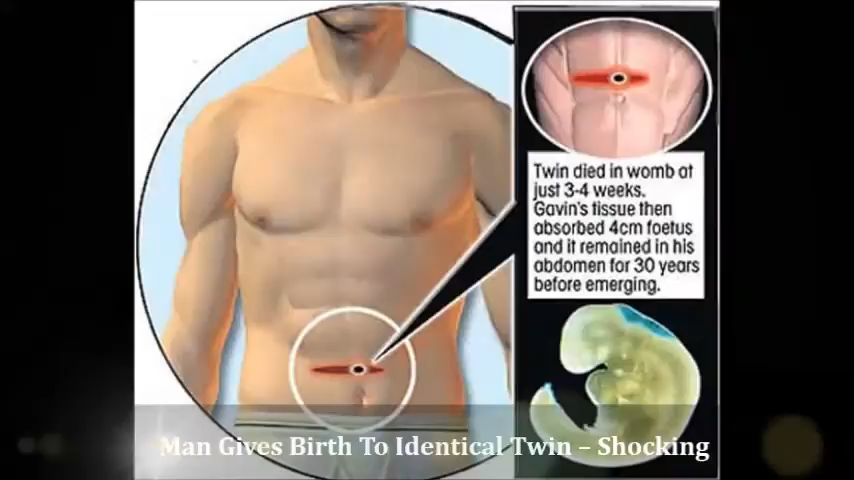 Twin died in womb at
just 3-4 weeks.
Gavin's tissue then
absorbed 4cm foetus
and it remained in his
abdomen for 30 years
before emerging.
Man Gives Birth To Identical Twin – Shocking